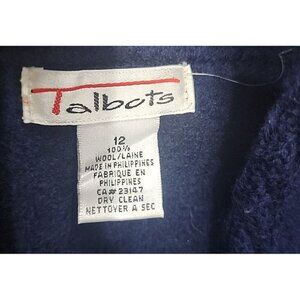 Talbots
12
100%
WOOL/LAINE
MADE IN PHILIPPINES
FABRIQUE EN
PHILIPPINES
CA# 23147
DRY CLEAN
NETTOYER A SEC